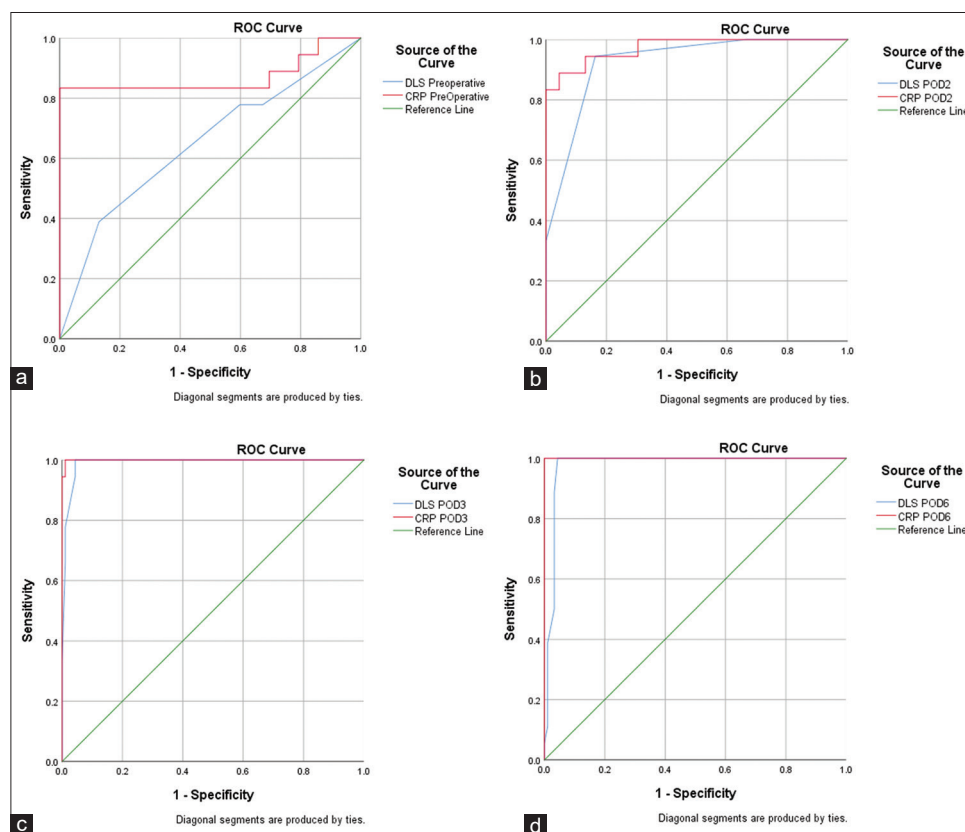 ROC Curve
1.0
0.8
0.6
0.4
0.2
0.0
0.0 0.2 0.4 0.6 0.8 1.0
Sensitivity
1 - Specificity
Source of the
Curve
DLS Preoperative
CRP PreOperative
Reference Line
Diagonal segments are produced by ties.
a
ROC Curve
1.0
0.8
0.6
0.4
0.2
0.0
0.0 0.2 0.4 0.6 0.8 1.0
Sensitivity
1 - Specificity
Source of the
Curve
DLS POD2
CRP POD2
Reference Line
Diagonal segments are produced by ties.
b
ROC Curve
1.0
0.8
0.6
0.4
0.2
0.0
0.0 0.2 0.4 0.6 0.8 1.0
Sensitivity
1 - Specificity
Source of the
Curve
DLS POD3
CRP POD3
Reference Line
Diagonal segments are produced by ties.
c
ROC Curve
1.0
0.8
0.6
0.4
0.2
0.0
0.0 0.2 0.4 0.6 0.8 1.0
Sensitivity
1 - Specificity
Source of the
Curve
DLS POD6
CRP POD6
Reference Line
Diagonal segments are produced by ties.
d